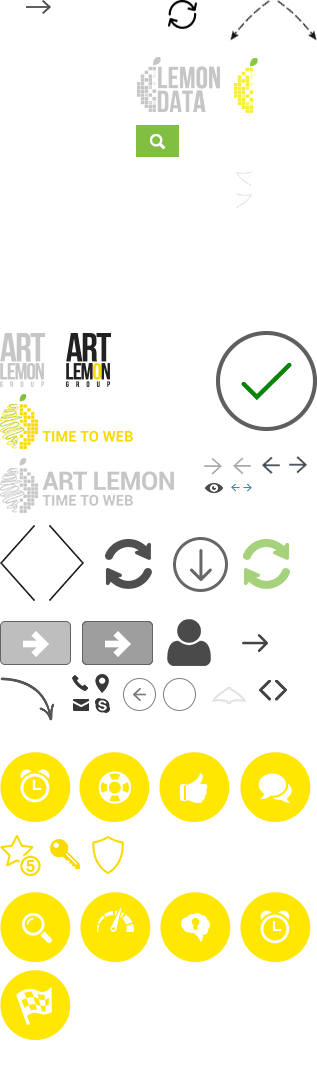 LEMON
DATA
ART
LEMON
GROUP
ART
LEMON
GROUP
TIME TO WEB
ART LEMON
TIME TO WEB
5